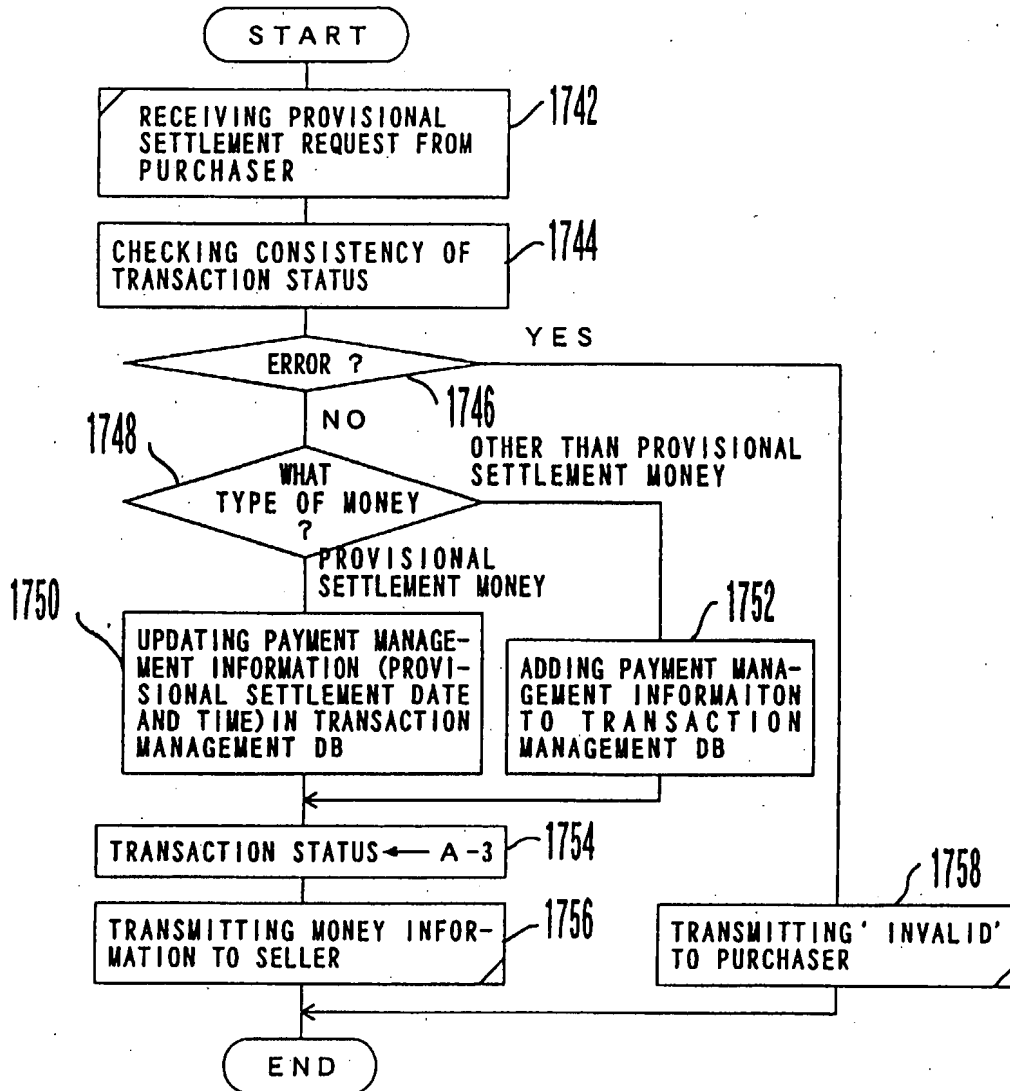 START
RECEIVING PROVISIONAL
SETTLEMENT REQUEST FROM
PURCHASER
1742
CHECKING CONSISTENCY OF
TRANSACTION STATUS
1744
ERROR ?
YES
1746
NO
1748
WHAT
TYPE OF MONEY
?
OTHER THAN PROVISIONAL
SETTLEMENT MONEY
PROVISIONAL
SETTLEMENT MONEY
1750
UPDATING PAYMENT MANAGE-
MENT INFORMATION (PROVI-
SIONAL SETTLEMENT DATE
AND TIME) IN TRANSACTION
MANAGEMENT DB
1752
ADDING PAYMENT MAN-
AGEMENT INFORMAITON
TO TRANSACTION
MANAGEMENT DB
TRANSACTION STATUS ← A-3
1754
TRANSMITTING MONEY INFOR-
MATION TO SELLER
1756
1758
TRANSMITTING ' INVALID'
TO PURCHASER
END